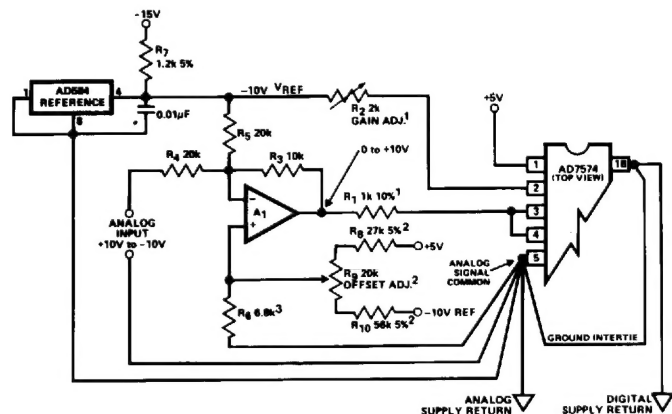 -15V
R7
1.2k 5%
1
AD584
REFERENCE
4
8
0.01μF
-10V VREF
R2 2k
GAIN ADJ.1
+5V
R5 20k
R4 20k
R3 10k
0 to +10V
AD7574
(TOP VIEW)
1
18
2
3
4
5
A1
-
+
R1 1k 10%1
ANALOG
INPUT
+10V to -10V
R8 27k 5%2
+5V
ANALOG
SIGNAL
COMMON
R9 20k
OFFSET ADJ.2
R6 6.8k3
R10 56k 5%2
-10V REF
GROUND INTERTIE
ANALOG
SUPPLY RETURN
DIGITAL
SUPPLY RETURN